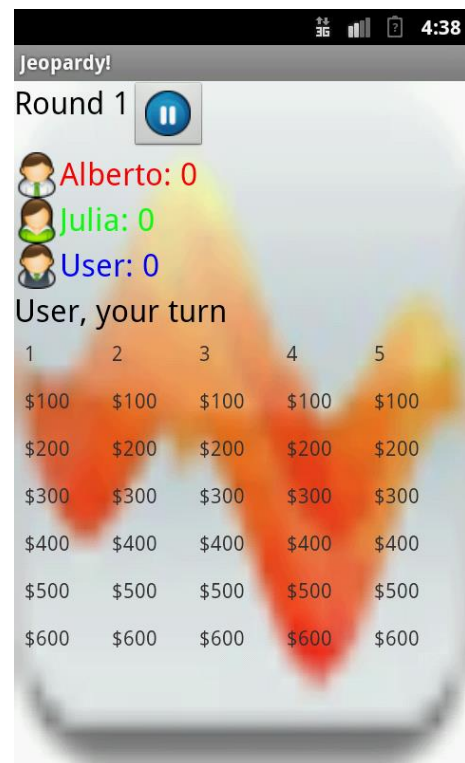 3G 4:38
Jeopardy!
Round 1
Alberto: 0
Julia: 0
User: 0
User, your turn
1 2 3 4 5
$100 $100 $100 $100 $100
$200 $200 $200 $200 $200
$300 $300 $300 $300 $300
$400 $400 $400 $400 $400
$500 $500 $500 $500 $500
$600 $600 $600 $600 $600